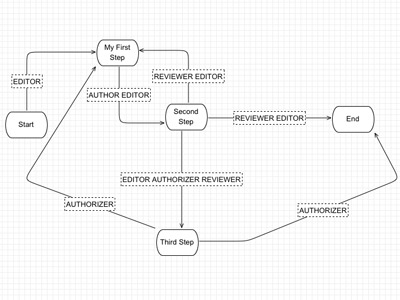 My First
Step
EDITOR
REVIEWER EDITOR
AUTHOR EDITOR
Start
Second
Step
REVIEWER EDITOR
End
EDITOR AUTHORIZER REVIEWER
AUTHORIZER
AUTHORIZER
Third Step